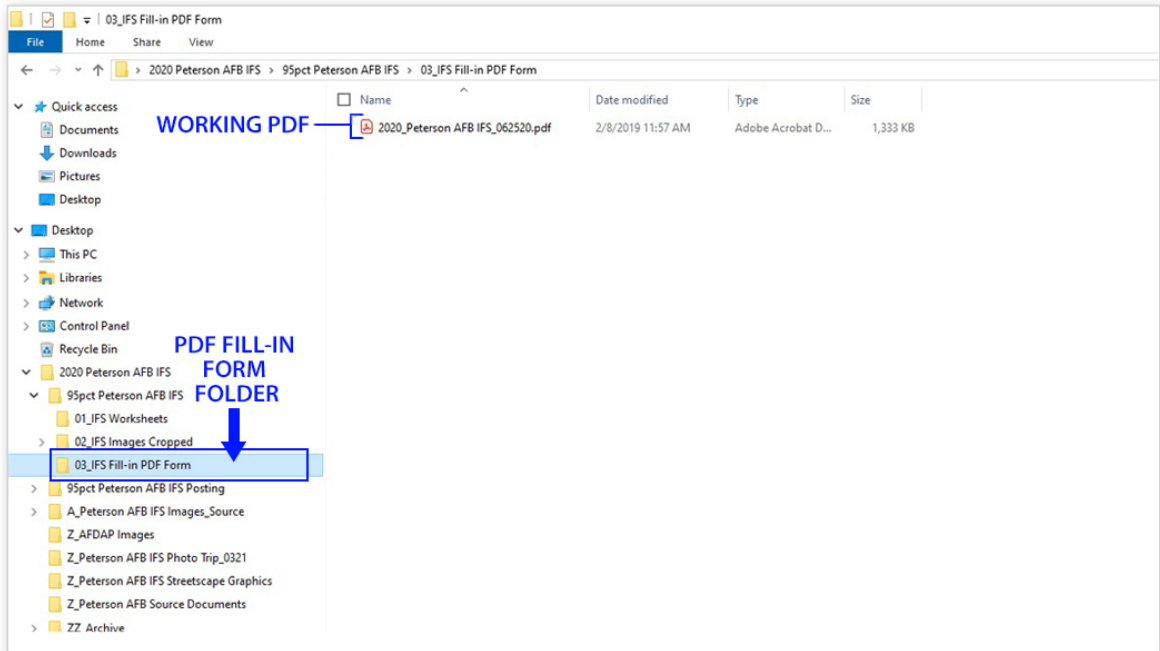 03_IFS Fill-in PDF Form
File Home Share View
2020 Peterson AFB IFS > 95pct Peterson AFB IFS > 03_IFS Fill-in PDF Form
Name Date modified Type Size
2020_Peterson AFB IFS_062520.pdf 2/8/2019 11:57 AM Adobe Acrobat D... 1,333 KB
WORKING PDF
Quick access
Documents
Downloads
Pictures
Desktop
Desktop
This PC
Libraries
Network
Control Panel
Recycle Bin
2020 Peterson AFB IFS
95pct Peterson AFB IFS
01_IFS Worksheets
02_IFS Images Cropped
03_IFS Fill-in PDF Form
95pct Peterson AFB IFS Posting
A_Peterson AFB IFS Images_Source
Z_AFDAP Images
Z_Peterson AFB IFS Photo Trip_0321
Z_Peterson AFB IFS Streetscape Graphics
Z_Peterson AFB Source Documents
ZZ_Archive
PDF FILL-IN
FORM
FOLDER